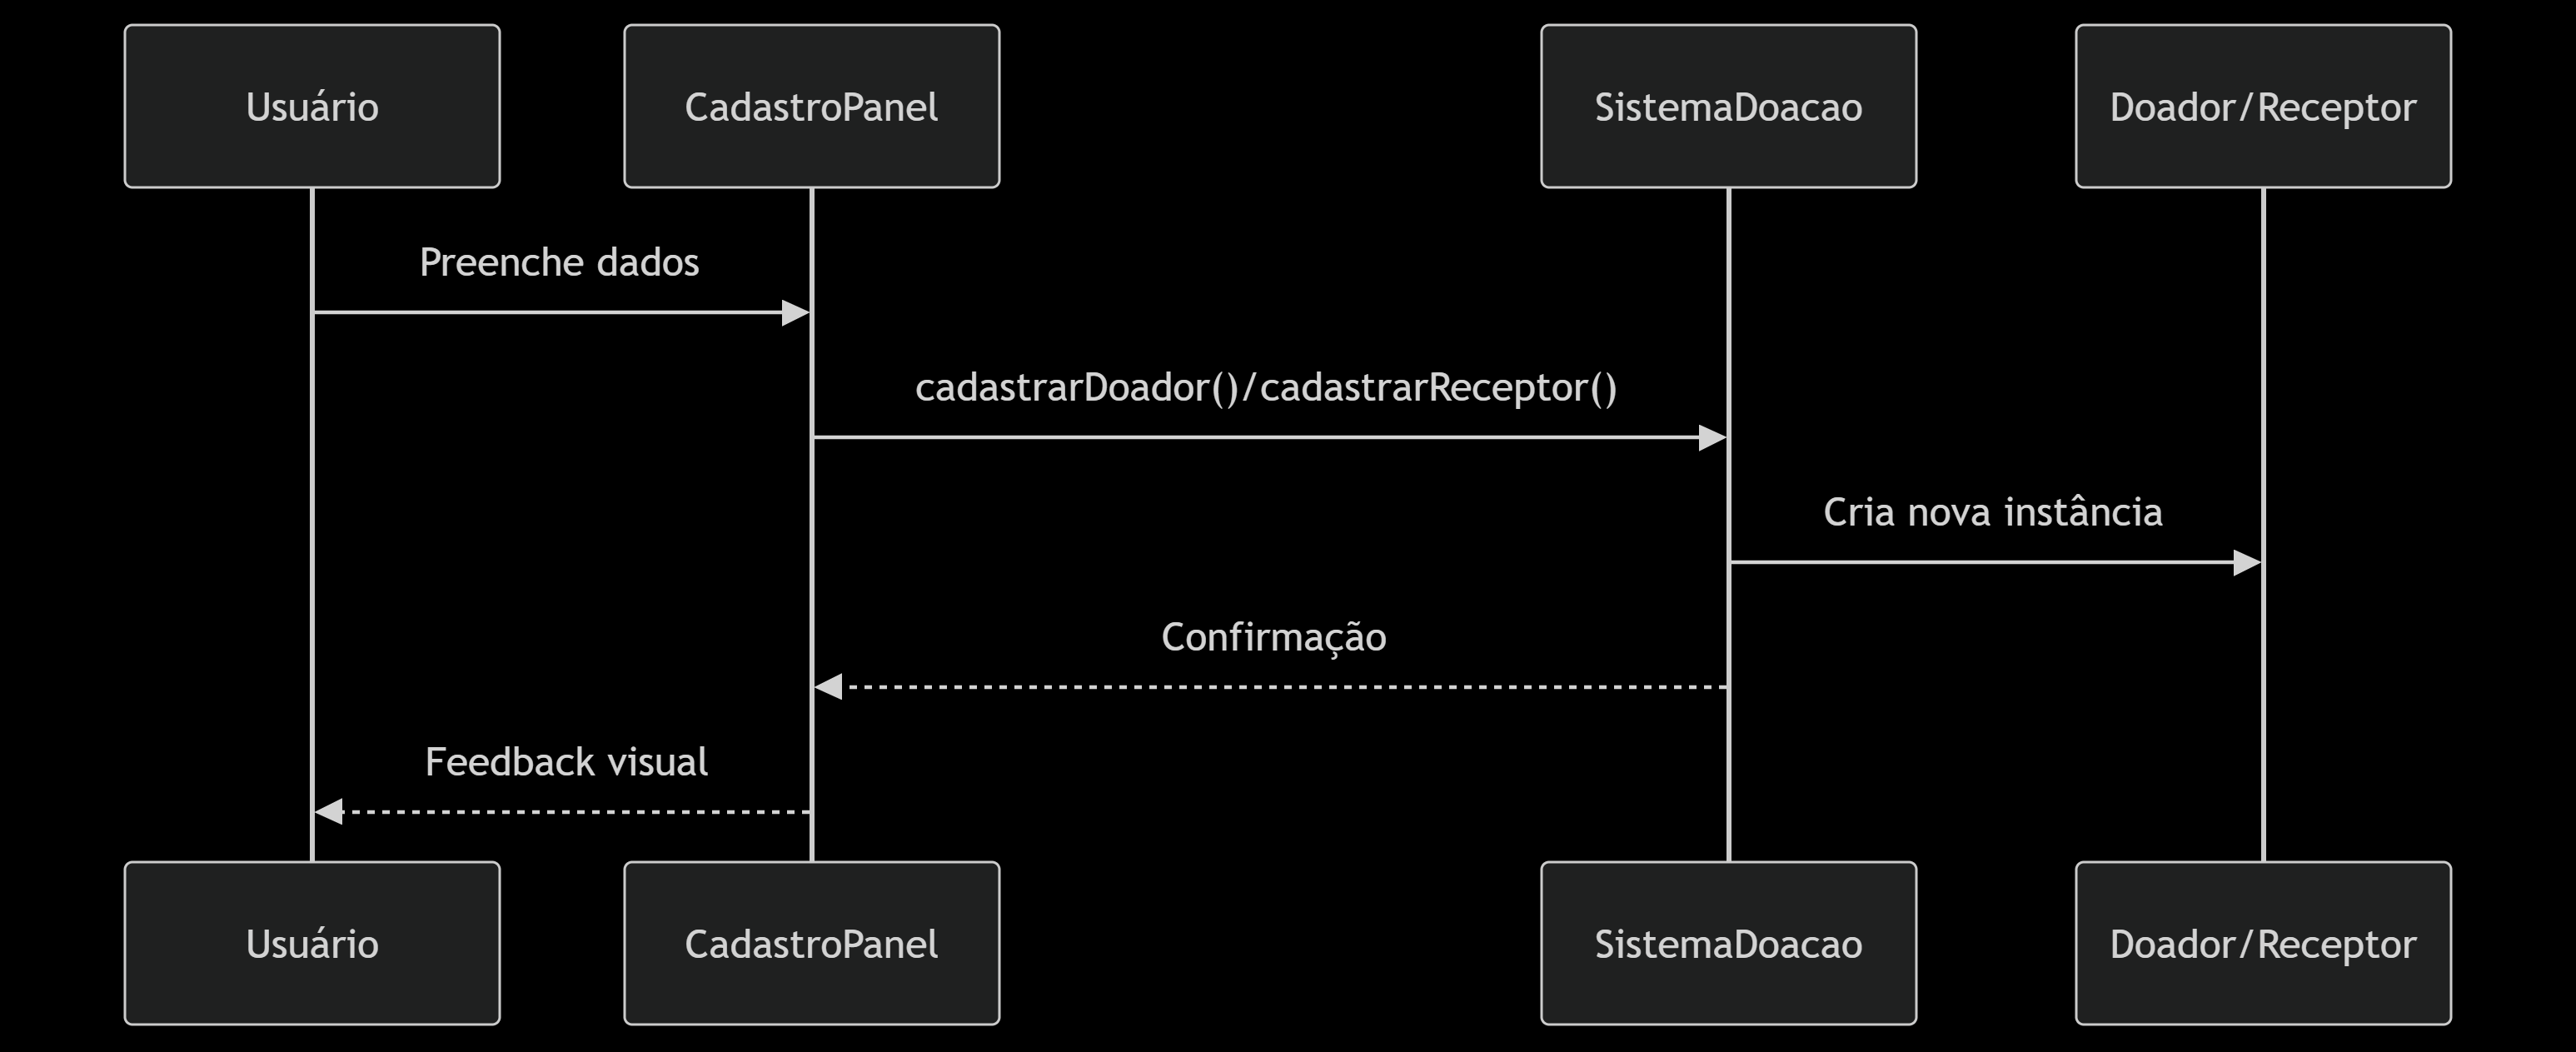 Usuário
CadastroPanel
SistemaDoacao
Doador/Receptor
Preenche dados
cadastrarDoador()/cadastrarReceptor()
Cria nova instância
Confirmação
Feedback visual
Usuário
CadastroPanel
SistemaDoacao
Doador/Receptor